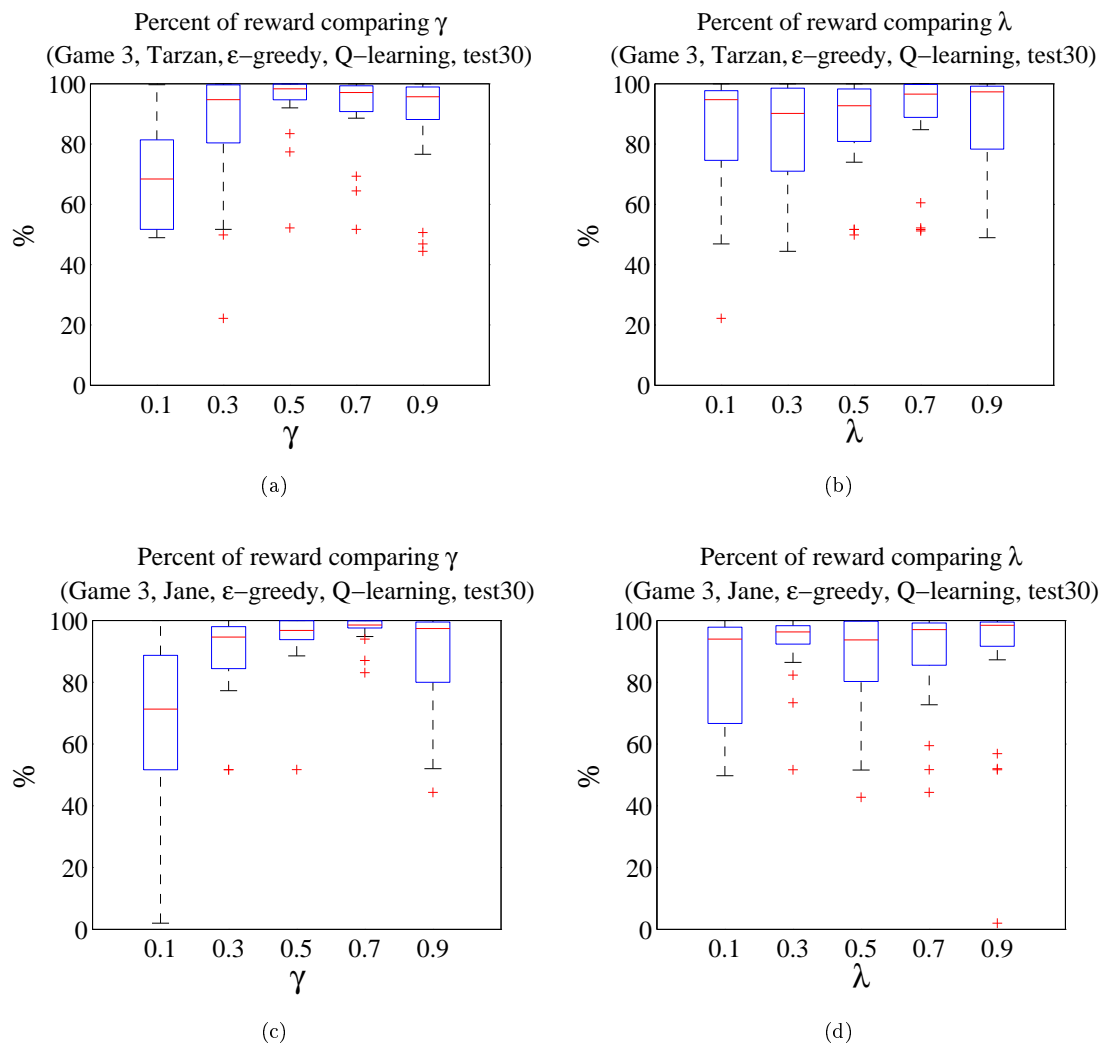 Percent of reward comparing γ
(Game 3, Tarzan, ε−greedy, Q−learning, test30)
100
80
60
40
20
0
%
0.1 0.3 0.5 0.7 0.9
γ
(a)
Percent of reward comparing λ
(Game 3, Tarzan, ε−greedy, Q−learning, test30)
100
80
60
40
20
0
%
0.1 0.3 0.5 0.7 0.9
λ
(b)
Percent of reward comparing γ
(Game 3, Jane, ε−greedy, Q−learning, test30)
100
80
60
40
20
0
%
0.1 0.3 0.5 0.7 0.9
γ
(c)
Percent of reward comparing λ
(Game 3, Jane, ε−greedy, Q−learning, test30)
100
80
60
40
20
0
%
0.1 0.3 0.5 0.7 0.9
λ
(d)